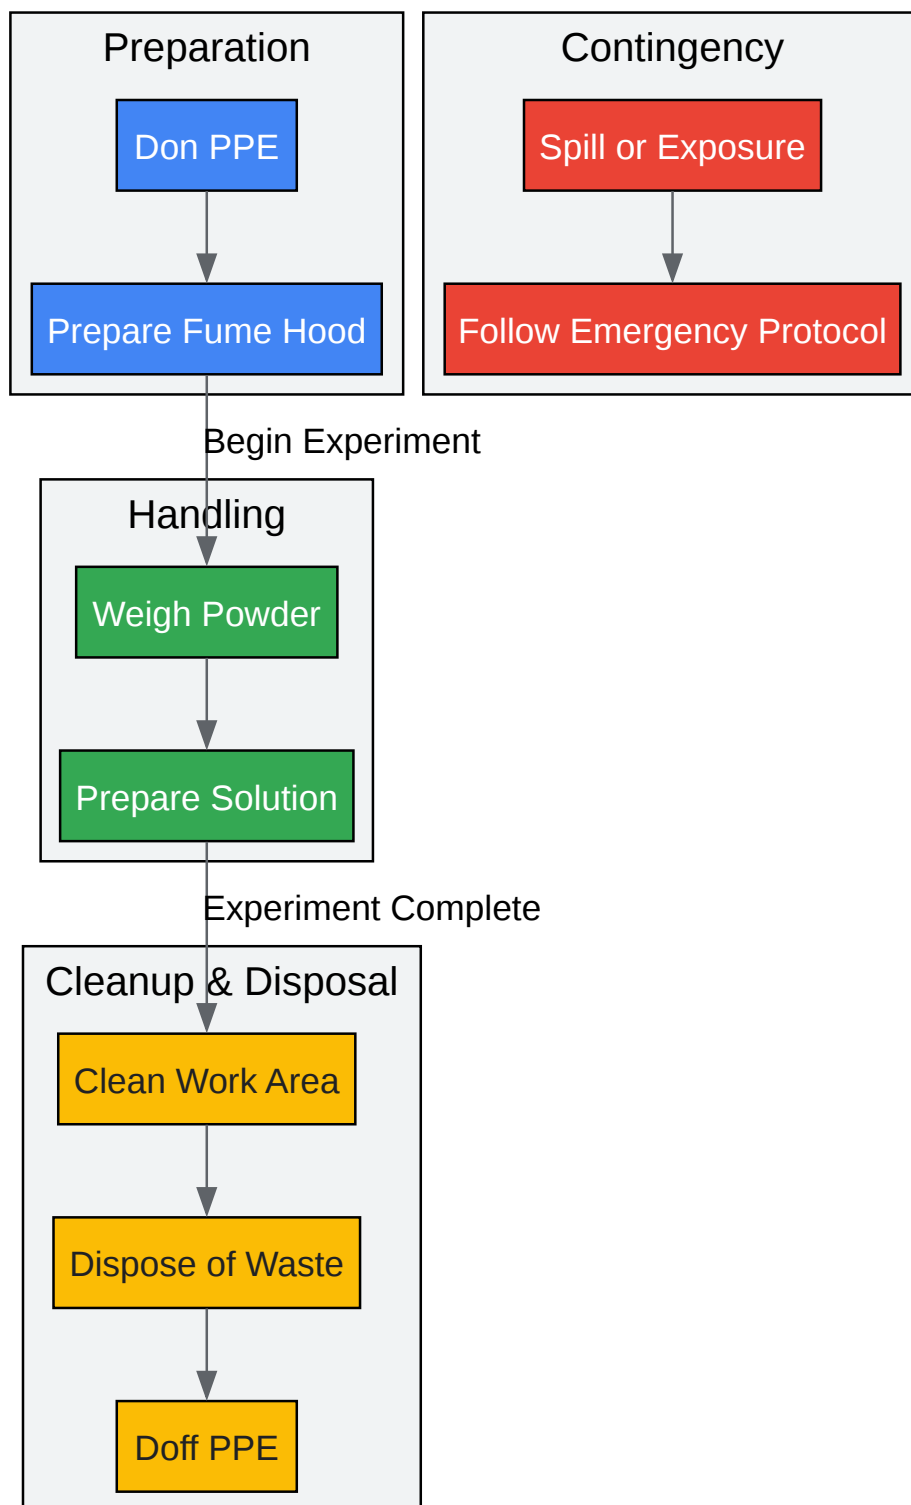 Preparation
Don PPE
Prepare Fume Hood
Contingency
Spill or Exposure
Follow Emergency Protocol
Begin Experiment
Handling
Weigh Powder
Prepare Solution
Experiment Complete
Cleanup & Disposal
Clean Work Area
Dispose of Waste
Doff PPE